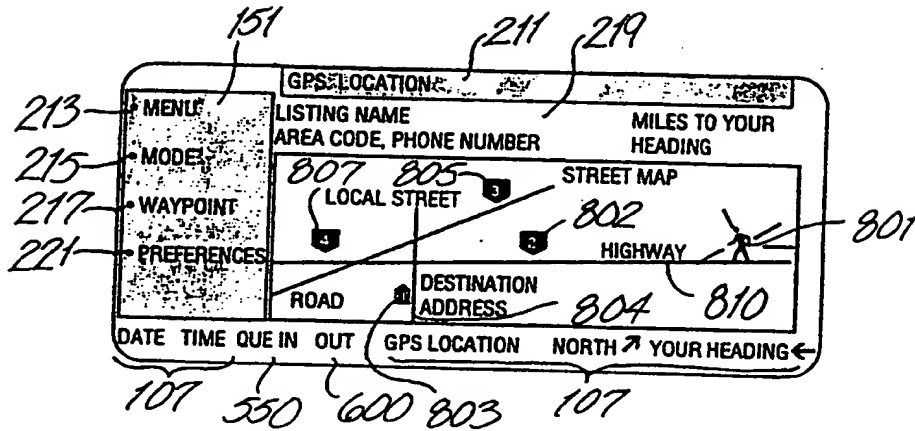 151 211 219
GPS LOCATION
213 MENU LISTING NAME MILES TO YOUR
AREA CODE, PHONE NUMBER HEADING
215 MODE 807 805 3 STREET MAP
LOCAL STREET 802
217 WAYPOINT 4 2 801
221 PREFERENCES HIGHWAY
ROAD 1 DESTINATION
ADDRESS 804 810
DATE TIME QUE IN OUT GPS LOCATION NORTH YOUR HEADING
107 550 600 803 107